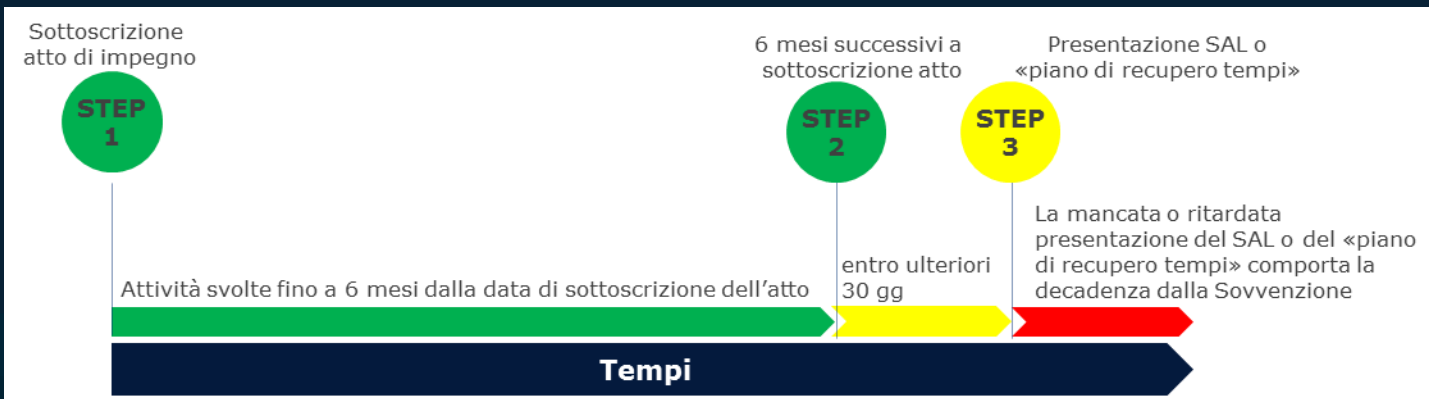 Sottoscrizione
atto di impegno
STEP
1
6 mesi successivi a
sottoscrizione atto
STEP
2
Presentazione SAL o
«piano di recupero tempi»
STEP
3
Attività svolte fino a 6 mesi dalla data di sottoscrizione dell'atto
entro ulteriori
30 gg
La mancata o ritardata
presentazione del SAL o del «piano
di recupero tempi» comporta la
decadenza dalla Sovvenzione
Tempi